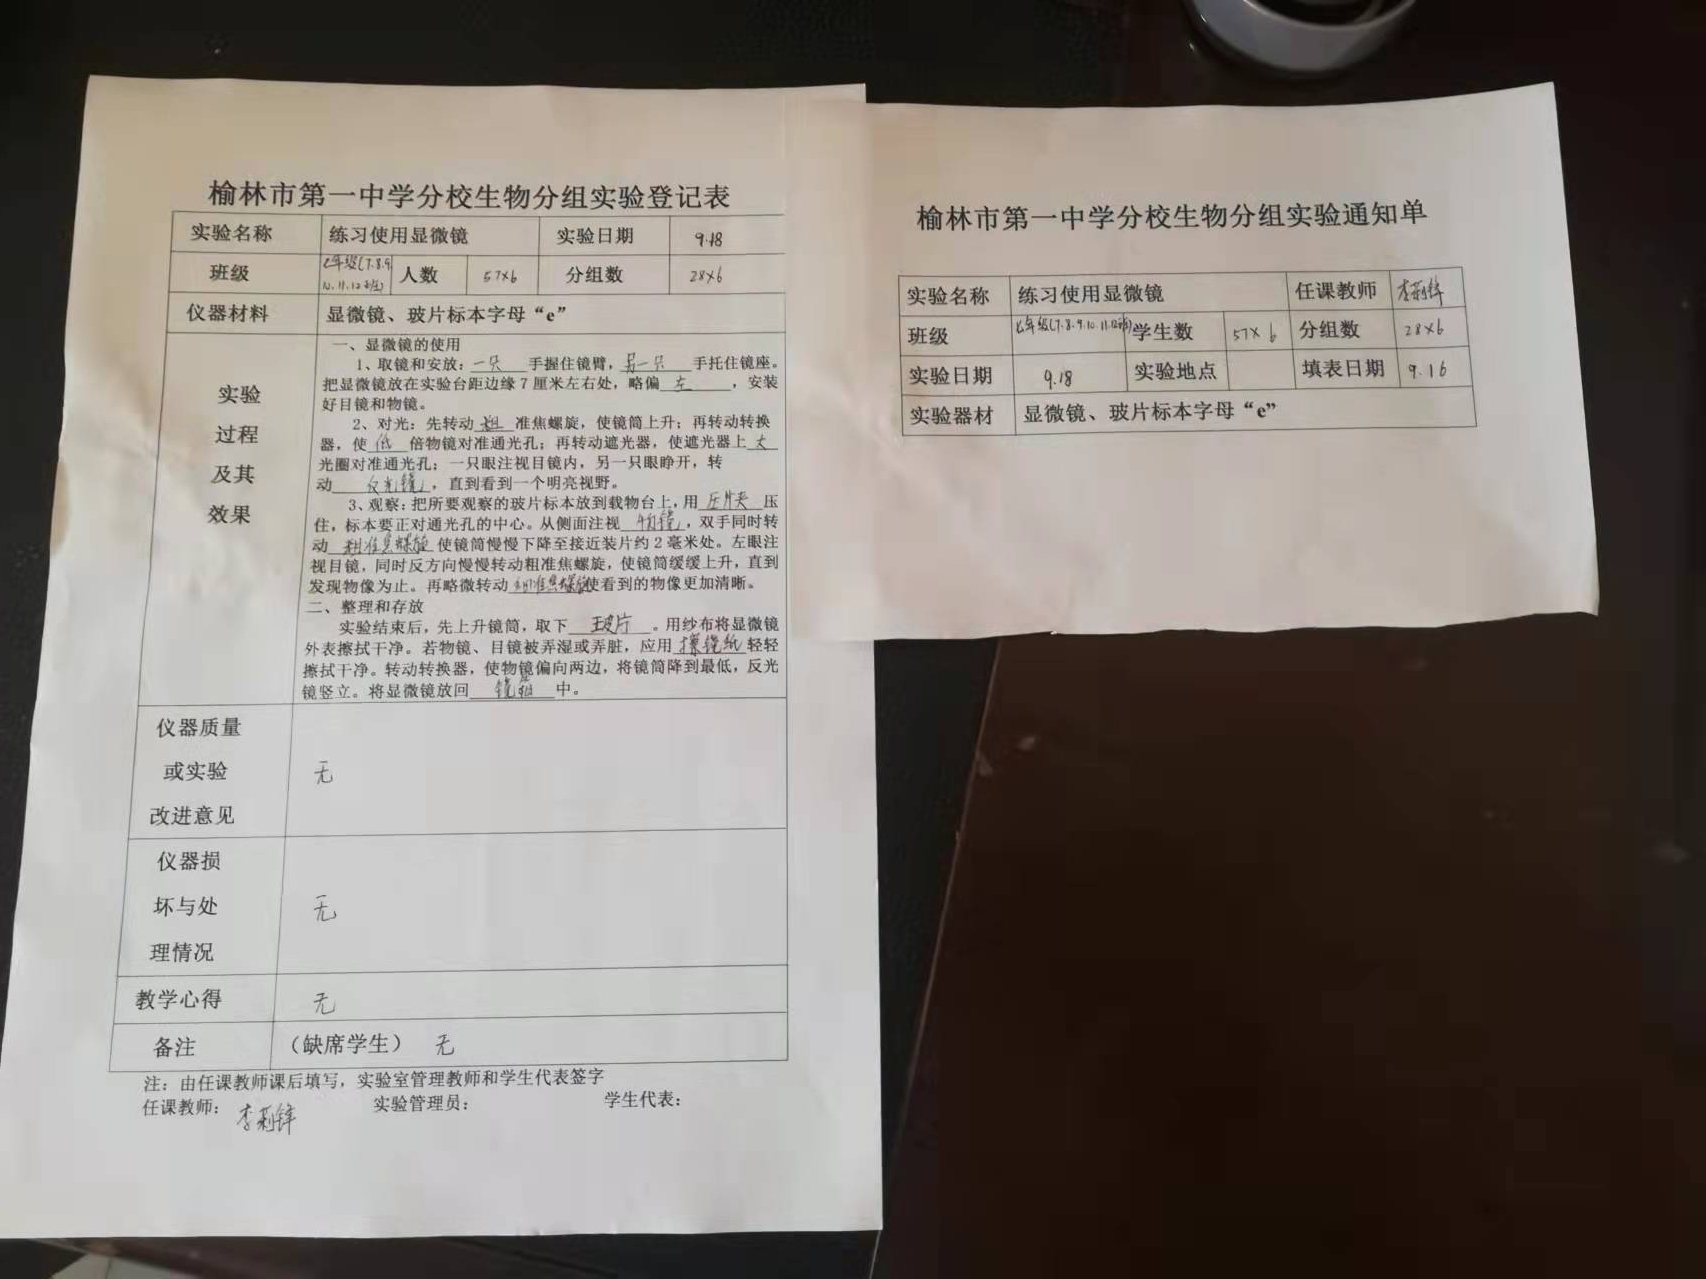 榆林市第一中学分校生物分组实验登记表
实验名称 练习使用显微镜 实验日期 9.18
班级 七年级(7.8.9 人数 57×6 分组数 28×6
10.11.12班)
仪器材料 显微镜、玻片标本字母“e”
实验
过程
及其
效果
一、显微镜的使用
1、取镜和安放：一只手握住镜臂，另一只手托住镜座。
把显微镜放在实验台距边缘7厘米左右处，略偏左，安装
好目镜和物镜。
2、对光：先转动粗准焦螺旋，使镜筒上升；再转动转换
器，使低倍物镜对准通光孔；再转动遮光器，使遮光器上大
光圈对准通光孔；一只眼注视目镜内，另一只眼睁开，转
动反光镜，直到看到一个明亮视野。
3、观察：把所要观察的玻片标本放到载物台上，用压片夹压
住，标本要正对通光孔的中心。从侧面注视物镜，双手同时转
动粗准焦螺旋使镜筒慢慢下降至接近装片约2毫米处。左眼注
视目镜，同时反方向慢慢转动粗准焦螺旋，使镜筒缓缓上升，直到
发现物像为止。再略微转动细准焦螺旋使看到的物像更加清晰。
二、整理和存放
实验结束后，先上升镜筒，取下玻片。用纱布将显微镜
外表擦拭干净。若物镜、目镜被弄湿或弄脏，应用擦镜纸轻轻
擦拭干净。转动转换器，使物镜偏向两边，将镜筒降到最低，反光
镜竖立。将显微镜放回镜箱中。
仪器质量
或实验
改进意见
无
仪器损
坏与处
理情况
无
教学心得 无
备注 （缺席学生） 无
注：由任课教师课后填写，实验室管理教师和学生代表签字
任课教师： 李 锋 实验管理员： 学生代表：
榆林市第一中学分校生物分组实验通知单
实验名称 练习使用显微镜 任课教师 李 锋
班级 七年级(7.8.9.10.11.12班) 学生数 57×6 分组数 28×6
实验日期 9.18 实验地点 填表日期 9.16
实验器材 显微镜、玻片标本字母“e”